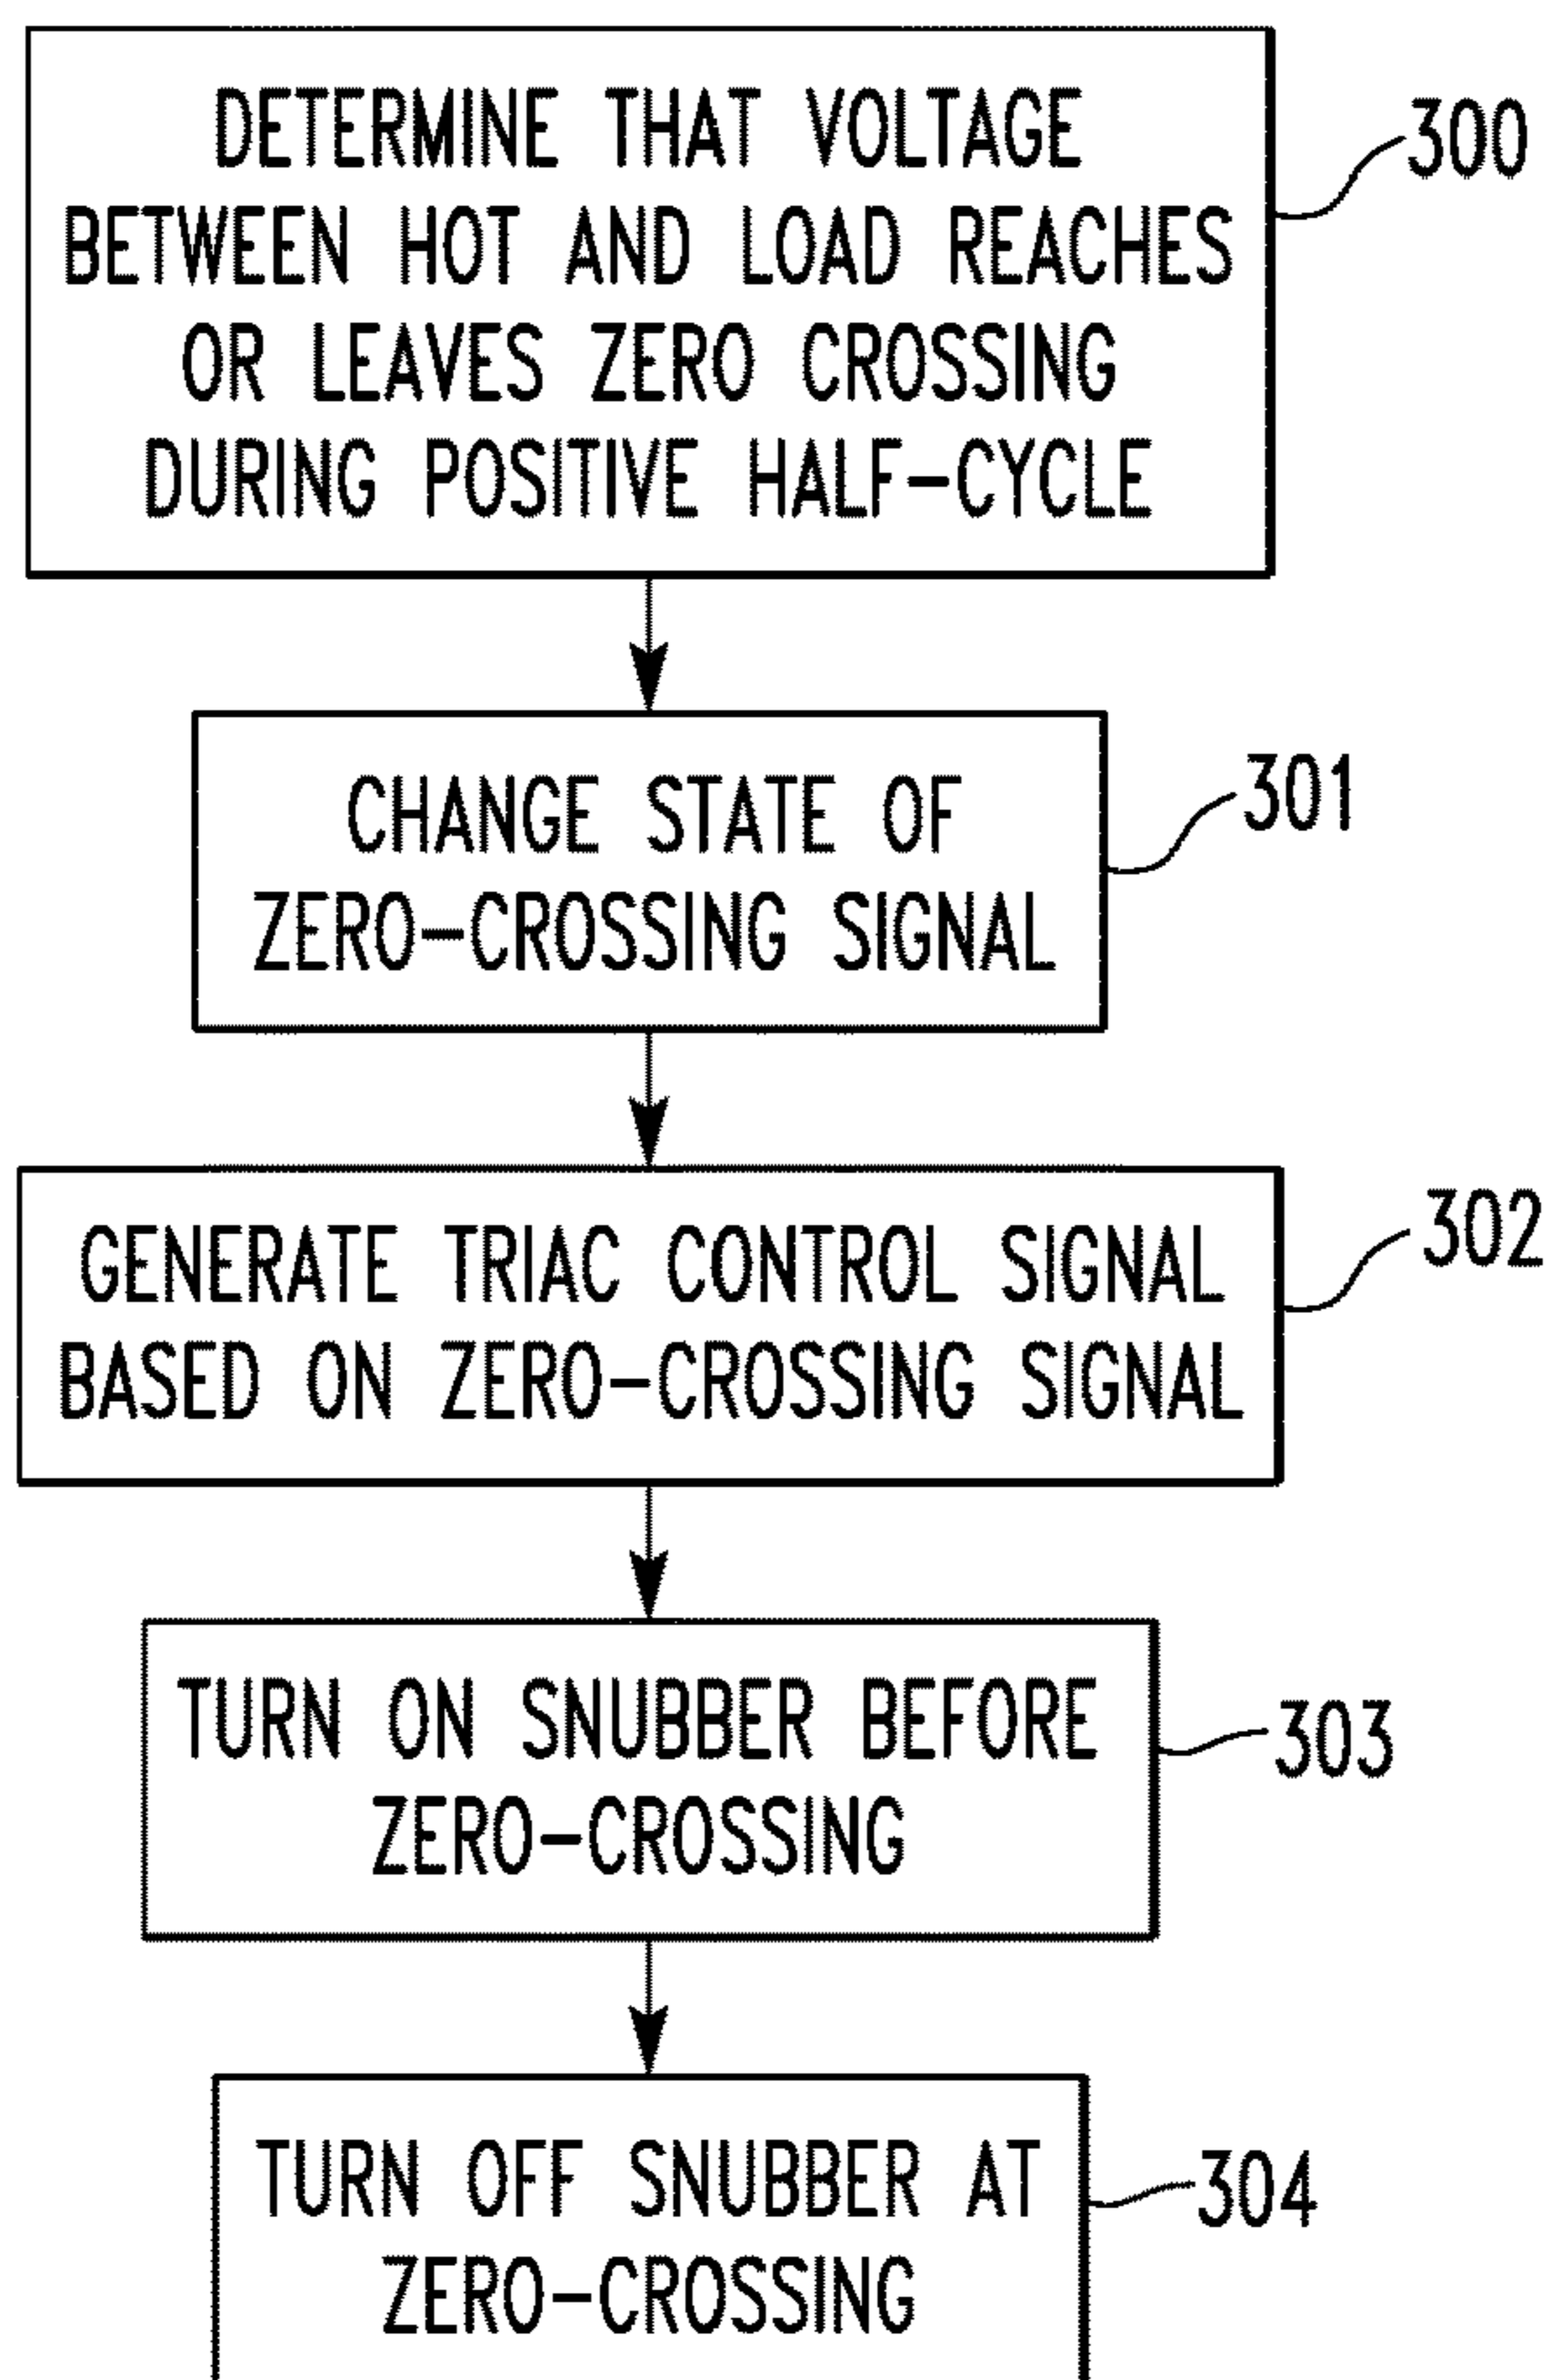 DETERMINE THAT VOLTAGE
BETWEEN HOT AND LOAD REACHES
OR LEAVES ZERO CROSSING
DURING POSITIVE HALF-CYCLE
300
CHANGE STATE OF
ZERO-CROSSING SIGNAL
301
GENERATE TRIAC CONTROL SIGNAL
BASED ON ZERO-CROSSING SIGNAL
302
TURN ON SNUBBER BEFORE
ZERO-CROSSING
303
TURN OFF SNUBBER AT
ZERO-CROSSING
304